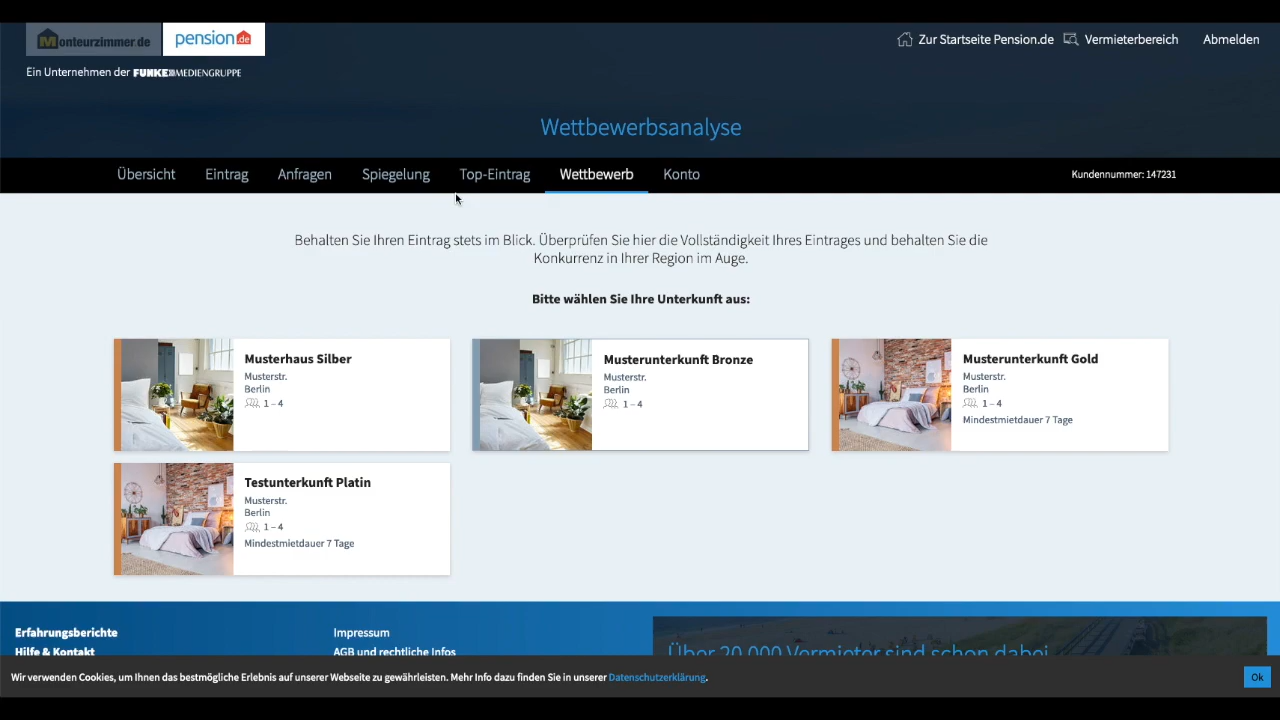 Monteurzimmer.de
pension.de
Zur Startseite Pension.de
Vermieterbereich
Abmelden
Ein Unternehmen der FUNKE MEDIENGRUPPE
Wettbewerbsanalyse
Übersicht
Eintrag
Anfragen
Spiegelung
Top-Eintrag
Wettbewerb
Konto
Kundennummer: 147231
Behalten Sie Ihren Eintrag stets im Blick. Überprüfen Sie hier die Vollständigkeit Ihres Eintrages und behalten Sie die
Konkurrenz in Ihrer Region im Auge.
Bitte wählen Sie Ihre Unterkunft aus:
Musterhaus Silber
Musterstr.
Berlin
1 – 4
Musterunterkunft Bronze
Musterstr.
Berlin
1 – 4
Musterunterkunft Gold
Musterstr.
Berlin
1 – 4
Mindestmietdauer 7 Tage
Testunterkunft Platin
Musterstr.
Berlin
1 – 4
Mindestmietdauer 7 Tage
Erfahrungsberichte
Hilfe & Kontakt
Impressum
AGB und rechtliche Infos
Über 20.000 Vermieter sind schon dabei
Wir verwenden Cookies, um Ihnen das bestmögliche Erlebnis auf unserer Webseite zu gewährleisten. Mehr Info dazu finden Sie in unserer Datenschutzerklärung.
Ok